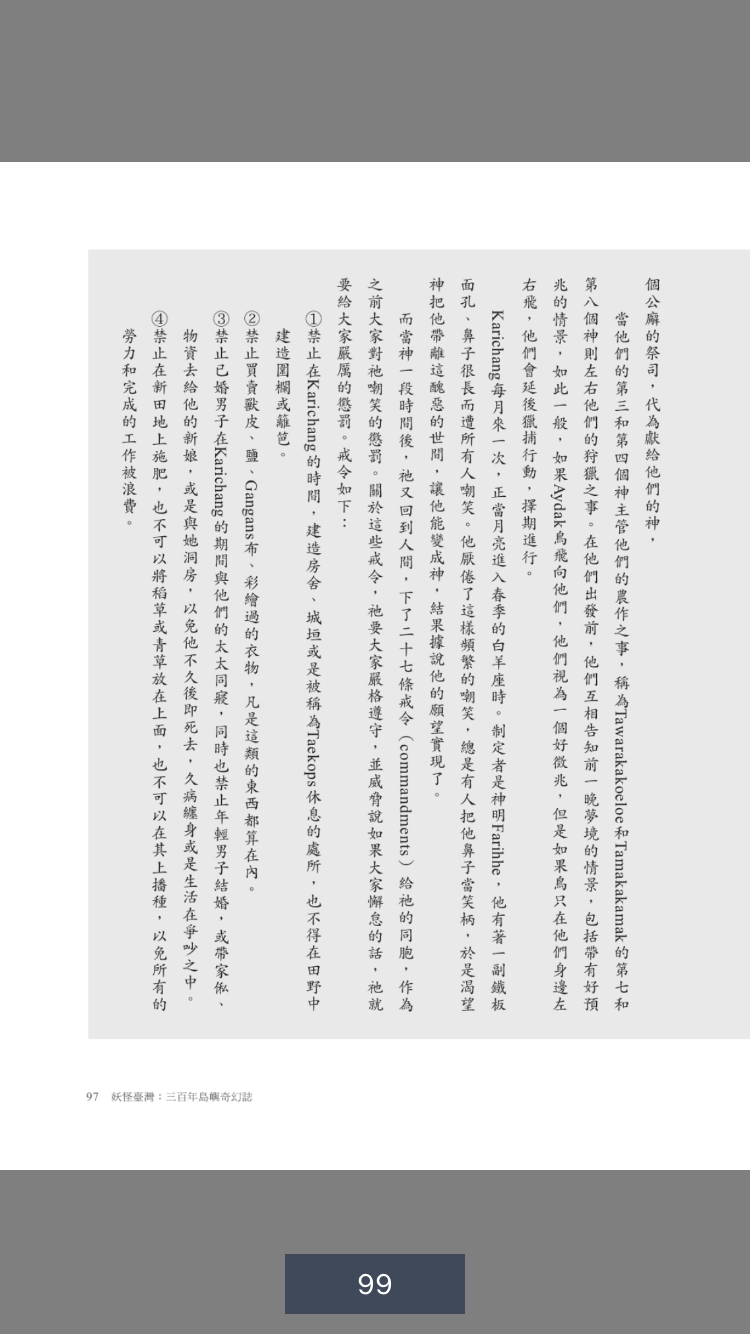 個公廨的祭司，代為獻給他們的神，
當他們的第三和第四個神主管他們的農作之事，稱為Tawarakakoeloe和Tamakakamak的第七和
第八個神則左右他們的狩獵之事。在他們出發前，他們互相告知前一晚夢境的情景，包括帶有好預
兆的情景，如此一般，如果Aydak鳥飛向他們，他們視為一個好徵兆，但是如果鳥只在他們身邊左
右飛，他們會延後獵捕行動，擇期進行。
Karichang每月來一次，正當月亮進入春季的白羊座時。制定者是神明Farihhe，他有著一副鐵板
面孔、鼻子很長而遭所有人嘲笑。他厭倦了這樣頻繁的嘲笑，總是有人把他鼻子當笑柄，於是渴望
神把他帶離這醜惡的世間，讓他能變成神，結果據說他的願望實現了。
而當神一段時間後，祂又回到人間，下了二十七條戒令（commandments）給祂的同胞，作為
之前大家對祂嘲笑的懲罰。關於這些戒令，祂要大家嚴格遵守，並威脅說如果大家懈怠的話，祂就
要給大家嚴厲的懲罰。戒令如下：
①禁止在Karichang的時間，建造房舍、城垣或是被稱為Taekops休息的處所，也不得在田野中
建造圍欄或籬笆。
②禁止買賣獸皮、鹽、Gangans布、彩繪過的衣物，凡是這類的東西都算在內。
③禁止已婚男子在Karichang的期間與他們的太太同寢，同時也禁止年輕男子結婚，或帶家俬、
物資去給他的新娘，或是與她洞房，以免他不久後即死去，久病纏身或是生活在爭吵之中。
④禁止在新田地上施肥，也不可以將稻草或青草放在上面，也不可以在其上播種，以免所有的
勞力和完成的工作被浪費。
97 妖怪臺灣：三百年島嶼奇幻誌
99